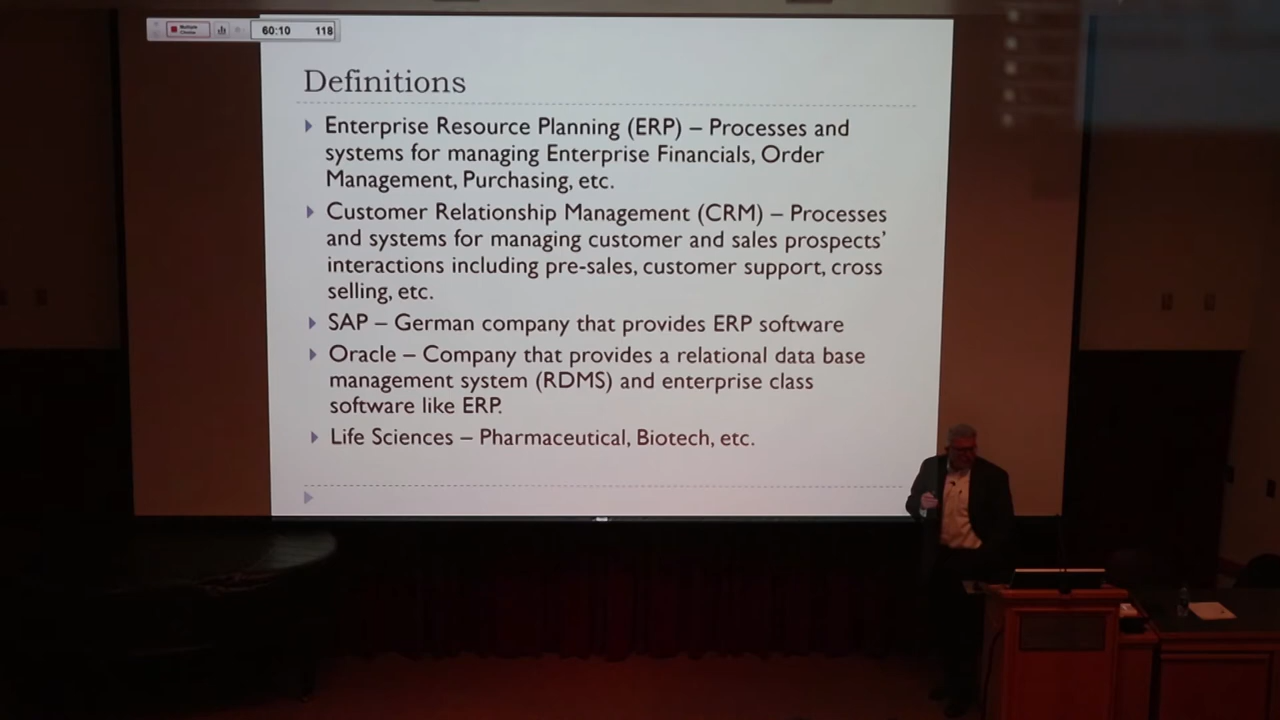 Multiple
Choice
60:10 118
Definitions
Enterprise Resource Planning (ERP) – Processes and
systems for managing Enterprise Financials, Order
Management, Purchasing, etc.
Customer Relationship Management (CRM) – Processes
and systems for managing customer and sales prospects’
interactions including pre-sales, customer support, cross
selling, etc.
SAP – German company that provides ERP software
Oracle – Company that provides a relational data base
management system (RDMS) and enterprise class
software like ERP.
Life Sciences – Pharmaceutical, Biotech, etc.